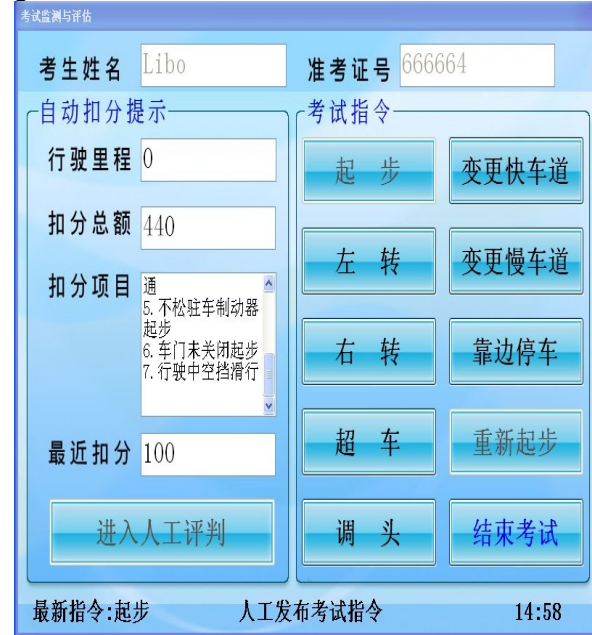 考试监测与评估
考生姓名 Libo 准考证号 666664
自动扣分提示 考试指令
行驶里程 0
扣分总额 440
扣分项目 通
5.不松驻车制动器
起步
6.车门未关闭起步
7.行驶中空挡滑行
最近扣分 100
进入人工评判
起 步 变更快车道
左 转 变更慢车道
右 转 靠边停车
超 车 重新起步
调 头 结束考试
最新指令:起步 人工发布考试指令 14:58